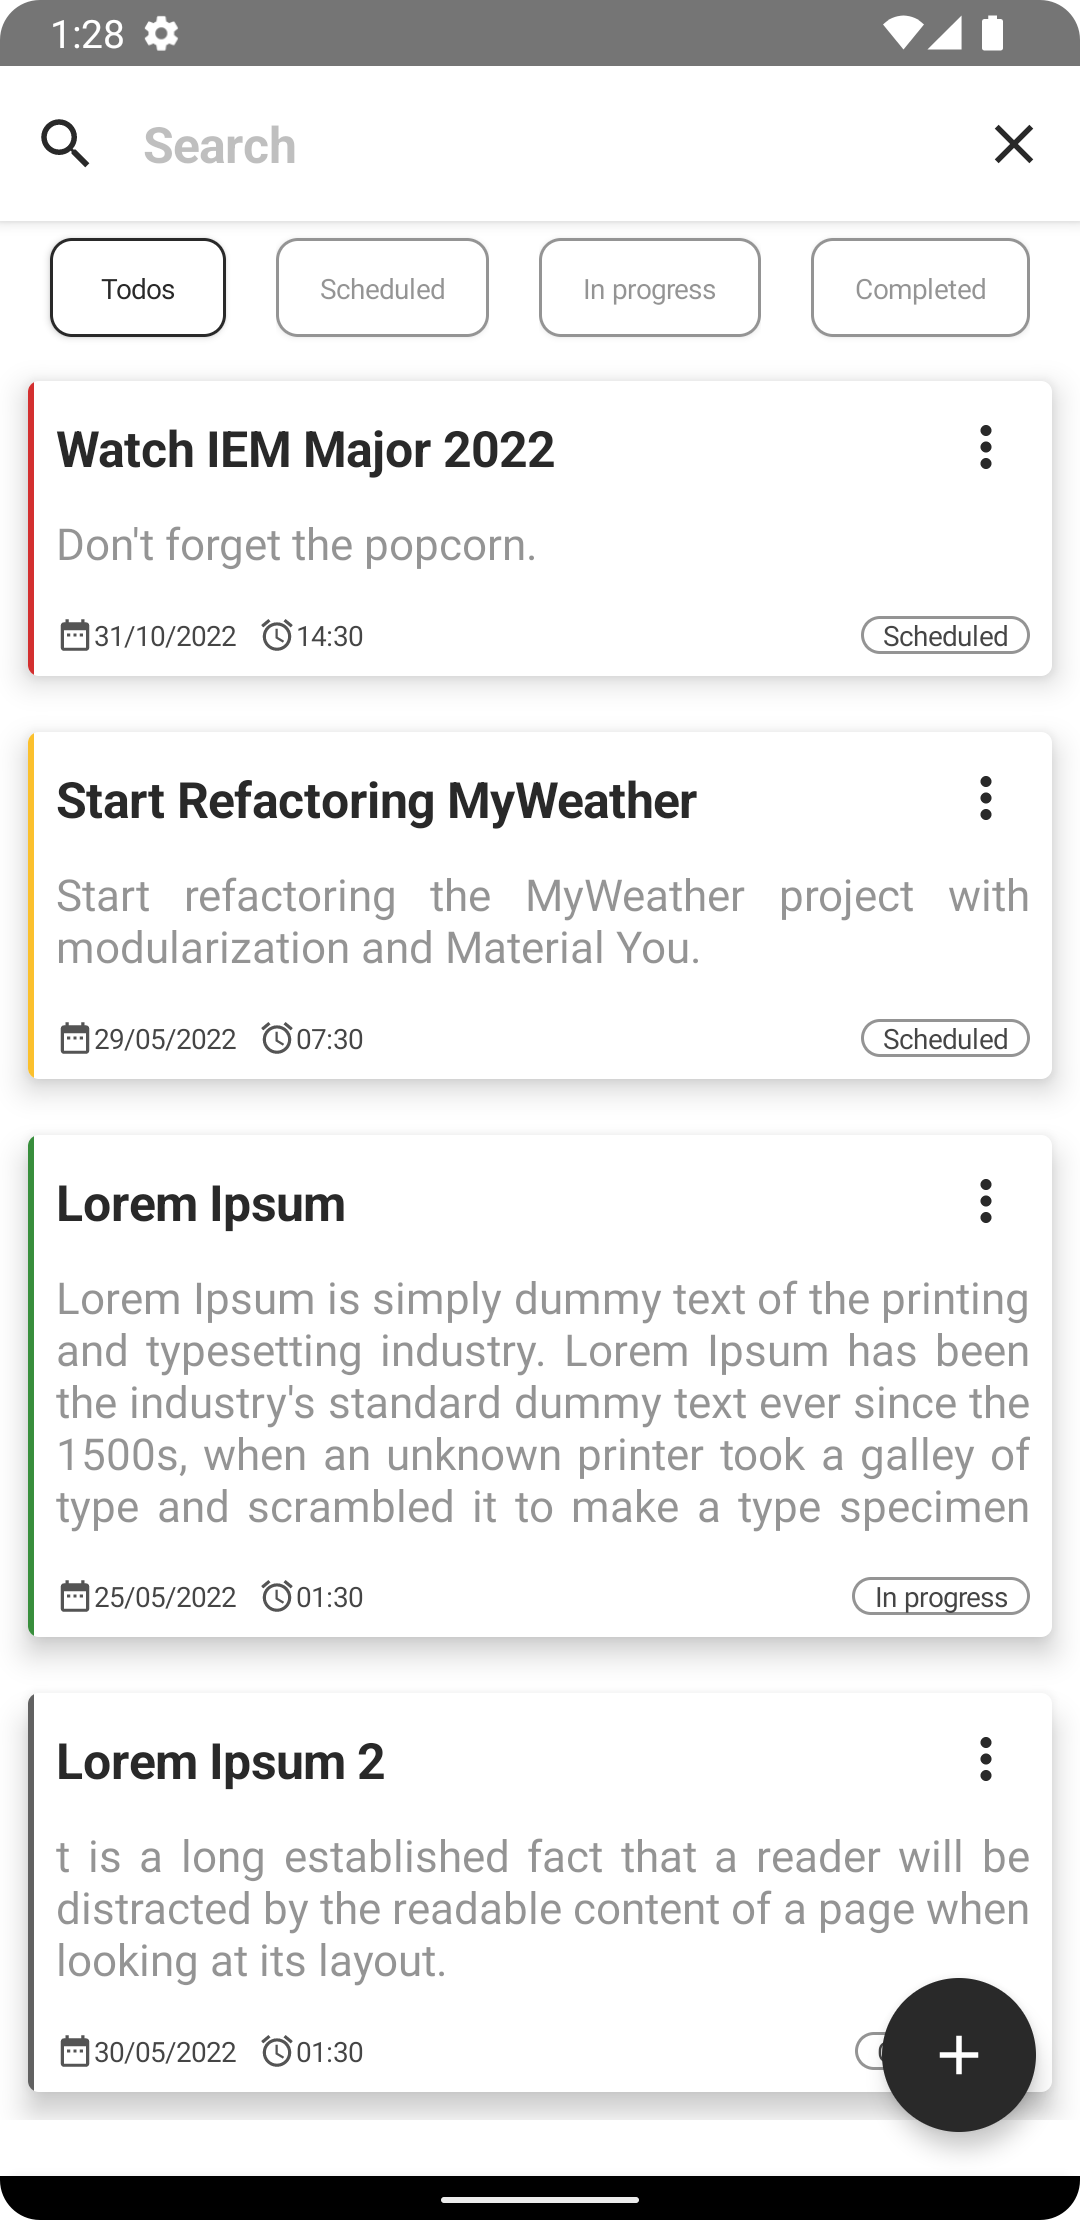 1:28
Search
Todos
Scheduled
In progress
Completed
Watch IEM Major 2022
Don't forget the popcorn.
31/10/2022 14:30 Scheduled
Start Refactoring MyWeather
Start refactoring the MyWeather project with
modularization and Material You.
29/05/2022 07:30 Scheduled
Lorem Ipsum
Lorem Ipsum is simply dummy text of the printing
and typesetting industry. Lorem Ipsum has been
the industry's standard dummy text ever since the
1500s, when an unknown printer took a galley of
type and scrambled it to make a type specimen
25/05/2022 01:30 In progress
Lorem Ipsum 2
t is a long established fact that a reader will be
distracted by the readable content of a page when
looking at its layout.
30/05/2022 01:30